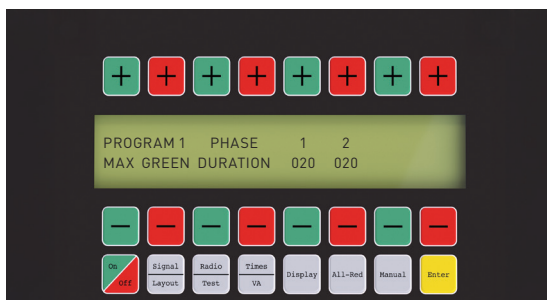 + + + + + + + +
PROGRAM 1 PHASE 1 2
MAX GREEN DURATION 020 020
− − − − − − − −
On Signal Radio Times Display All-Red Manual Enter
Off Layout Test VA